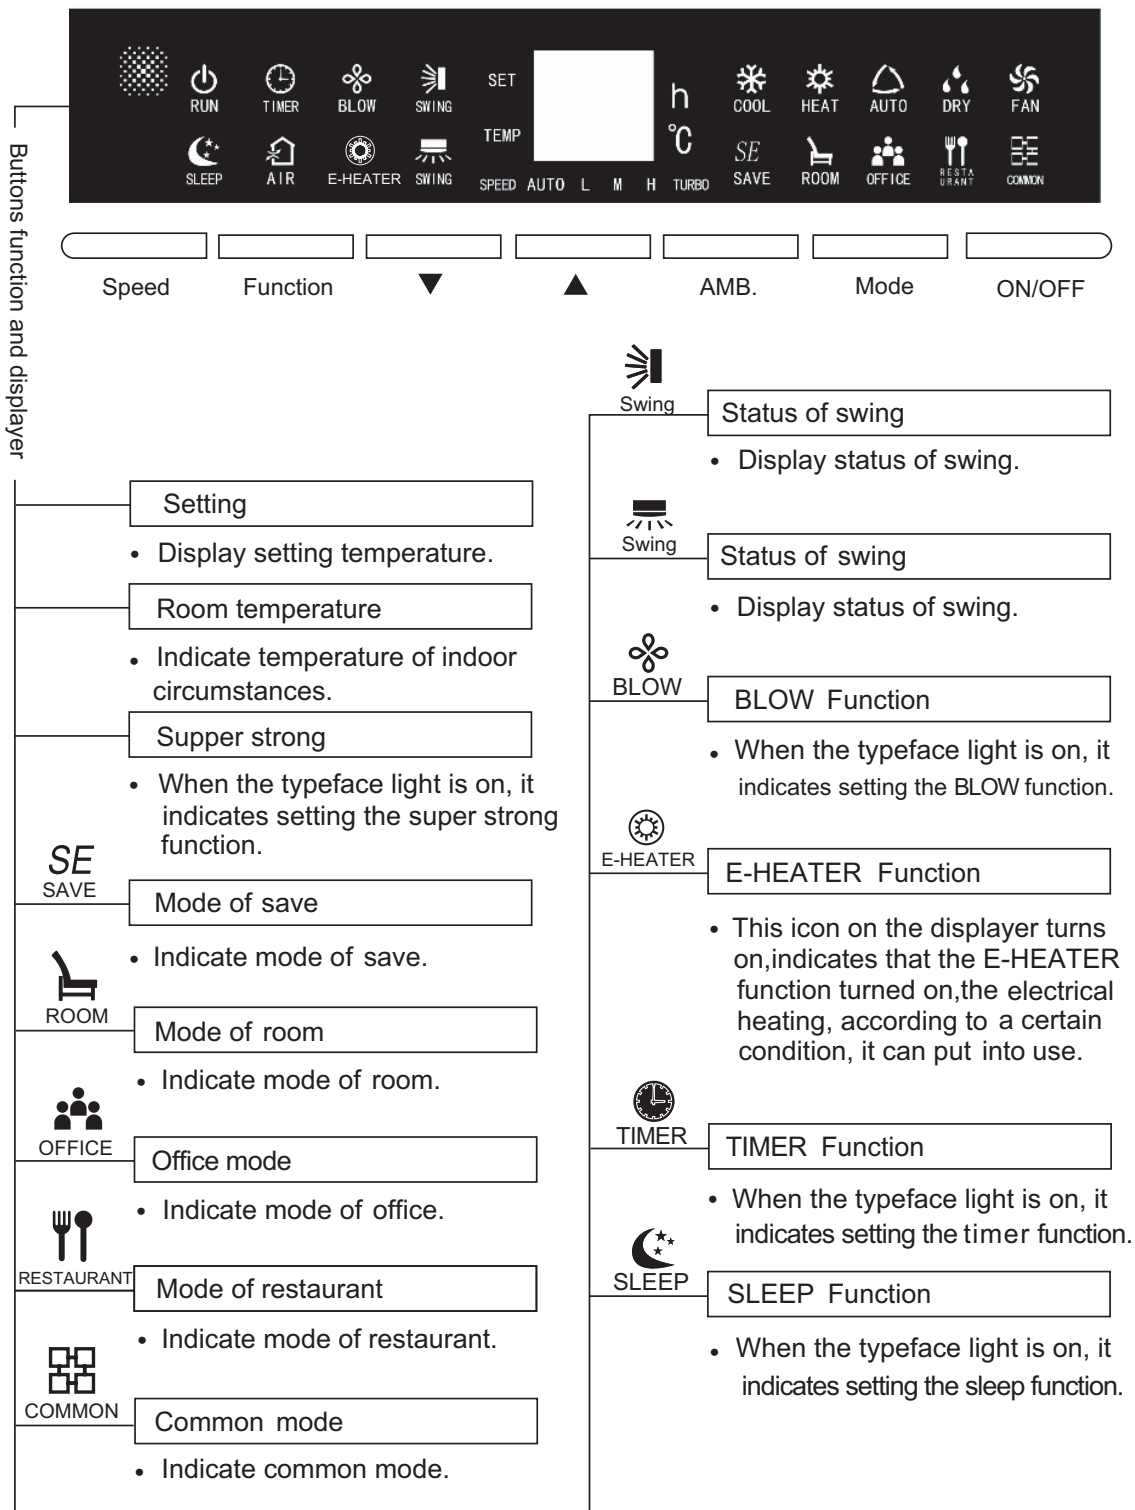 RUN TIMER BLOW SWING SET h COOL HEAT AUTO DRY FAN
TEMP °C
SLEEP AIR E-HEATER SWING SPEED AUTO L M H TURBO SE SAVE ROOM OFFICE RESTA
URANT COMMON
Speed Function ▼ ▲ AMB. Mode ON/OFF
Buttons function and displayer
Setting
• Display setting temperature.
Room temperature
• Indicate temperature of indoor
circumstances.
Supper strong
• When the typeface light is on, it
indicates setting the super strong
function.
SE
SAVE
Mode of save
• Indicate mode of save.
ROOM
Mode of room
• Indicate mode of room.
OFFICE
Office mode
• Indicate mode of office.
RESTAURANT
Mode of restaurant
• Indicate mode of restaurant.
COMMON
Common mode
• Indicate common mode.
Swing
Status of swing
• Display status of swing.
Swing
Status of swing
• Display status of swing.
BLOW
BLOW Function
• When the typeface light is on, it
indicates setting the BLOW function.
E-HEATER
E-HEATER Function
• This icon on the displayer turns
on,indicates that the E-HEATER
function turned on,the electrical
heating, according to a certain
condition, it can put into use.
TIMER
TIMER Function
• When the typeface light is on, it
indicates setting the timer function.
SLEEP
SLEEP Function
• When the typeface light is on, it
indicates setting the sleep function.